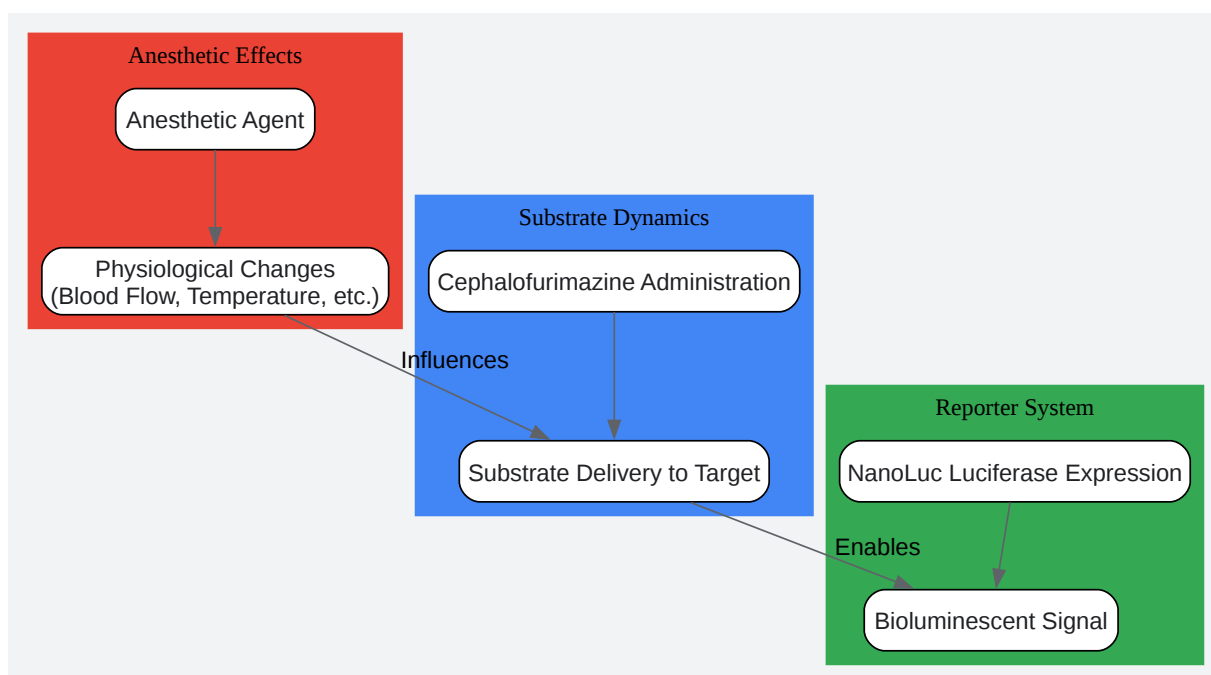 Anesthetic Effects
Anesthetic Agent
Physiological Changes
(Blood Flow, Temperature, etc.)
Influences
Substrate Dynamics
Cephalofurimazine Administration
Substrate Delivery to Target
Enables
Reporter System
NanoLuc Luciferase Expression
Bioluminescent Signal